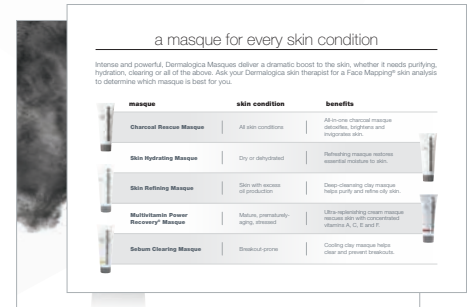 a masque for every skin condition
Intense and powerful, Dermalogica Masques deliver a dramatic boost to the skin, whether it needs purifying,
hydration, clearing or all of the above. Ask your Dermalogica skin therapist for a Face Mapping® skin analysis
to determine which masque is best for you.
masque skin condition benefits
Charcoal Rescue Masque All skin conditions All-in-one charcoal masque
detoxifies, brightens and
invigorates skin.
Skin Hydrating Masque Dry or dehydrated Refreshing masque restores
essential moisture to skin.
Skin Refining Masque Skin with excess
oil production Deep-cleansing clay masque
helps purify and refine oily skin.
Multivitamin Power
Recovery® Masque Mature, prematurely-
aging, stressed Ultra-replenishing cream masque
rescues skin with concentrated
vitamins A, C, E and F.
Sebum Clearing Masque Breakout-prone Cooling clay masque helps
clear and prevent breakouts.